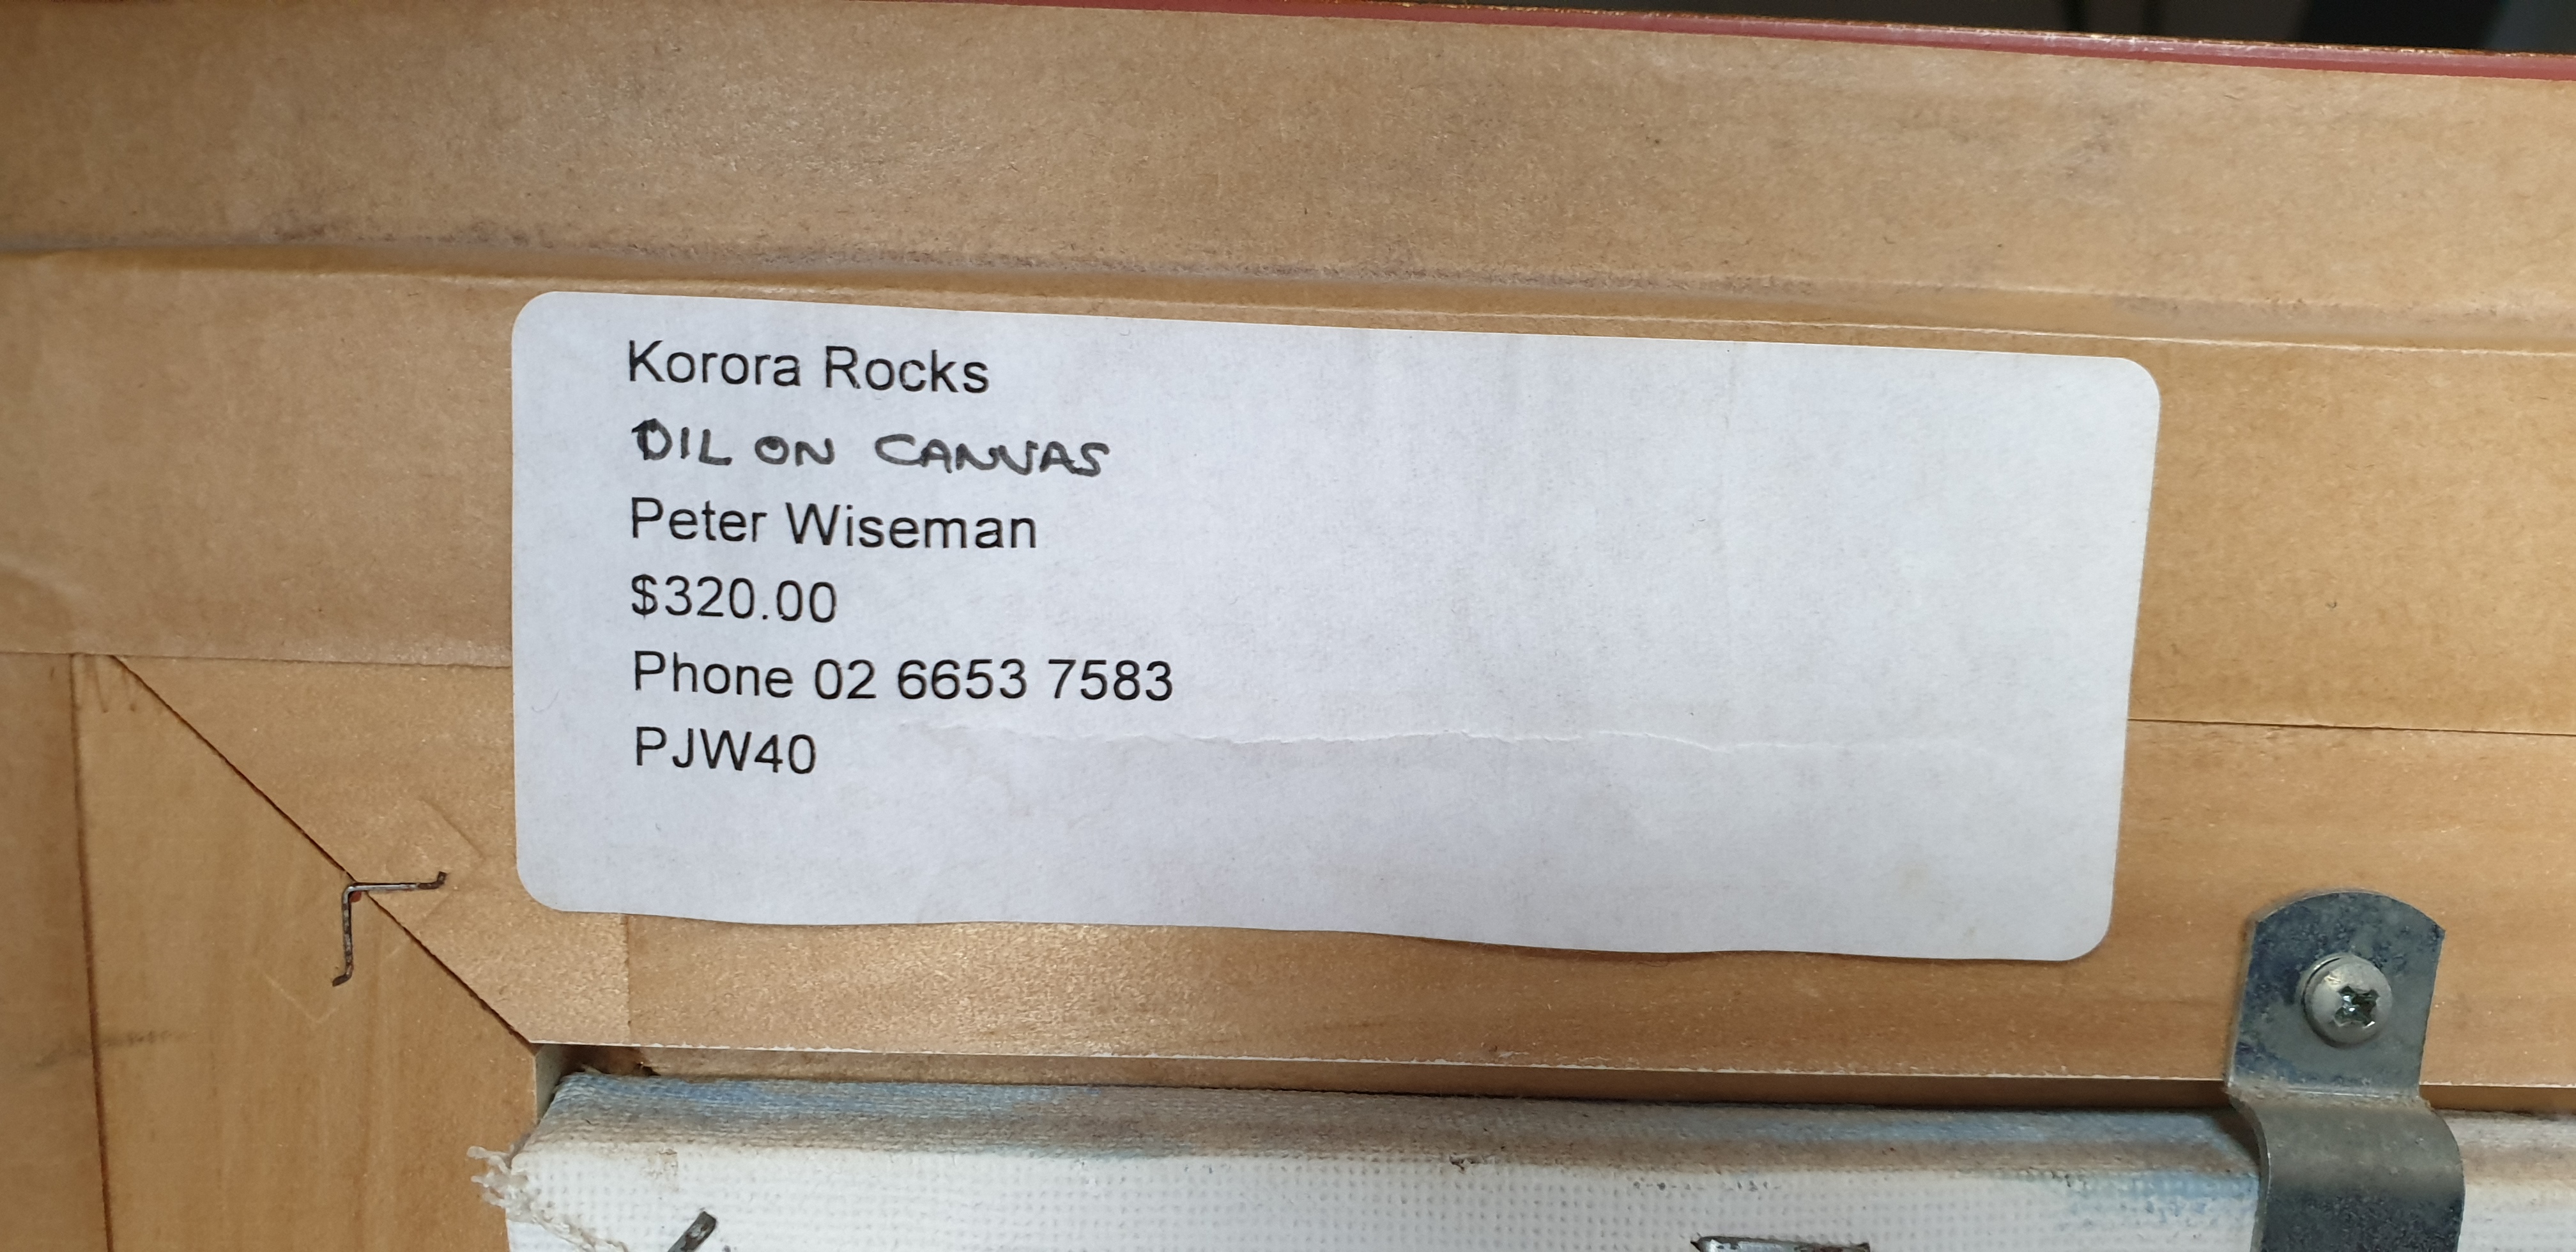 Korora Rocks
OIL ON CANVAS
Peter Wiseman
$320.00
Phone 02 6653 7583
PJW40